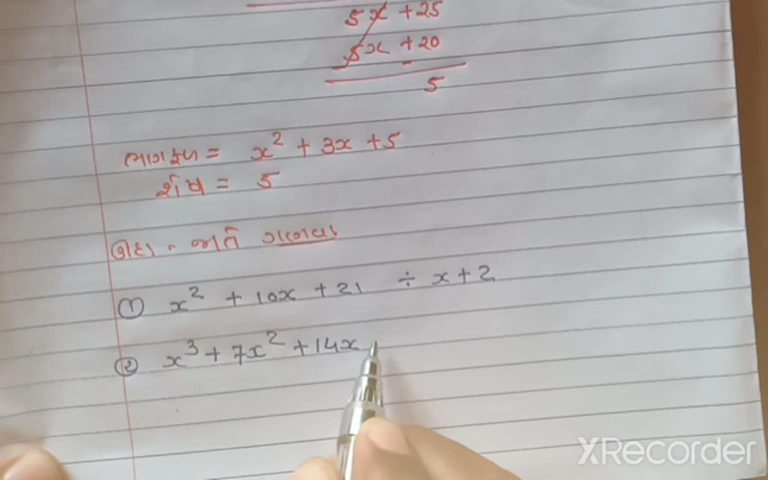 5x + 25
5x + 20
-
5
ભાગફળ = x² + 3x + 5
શેષ = 5
ઉદા. જાતે ગણવા
(1) x² + 10x + 21 ÷ x + 2
(2) x³ + 7x² + 14x
XRecorder